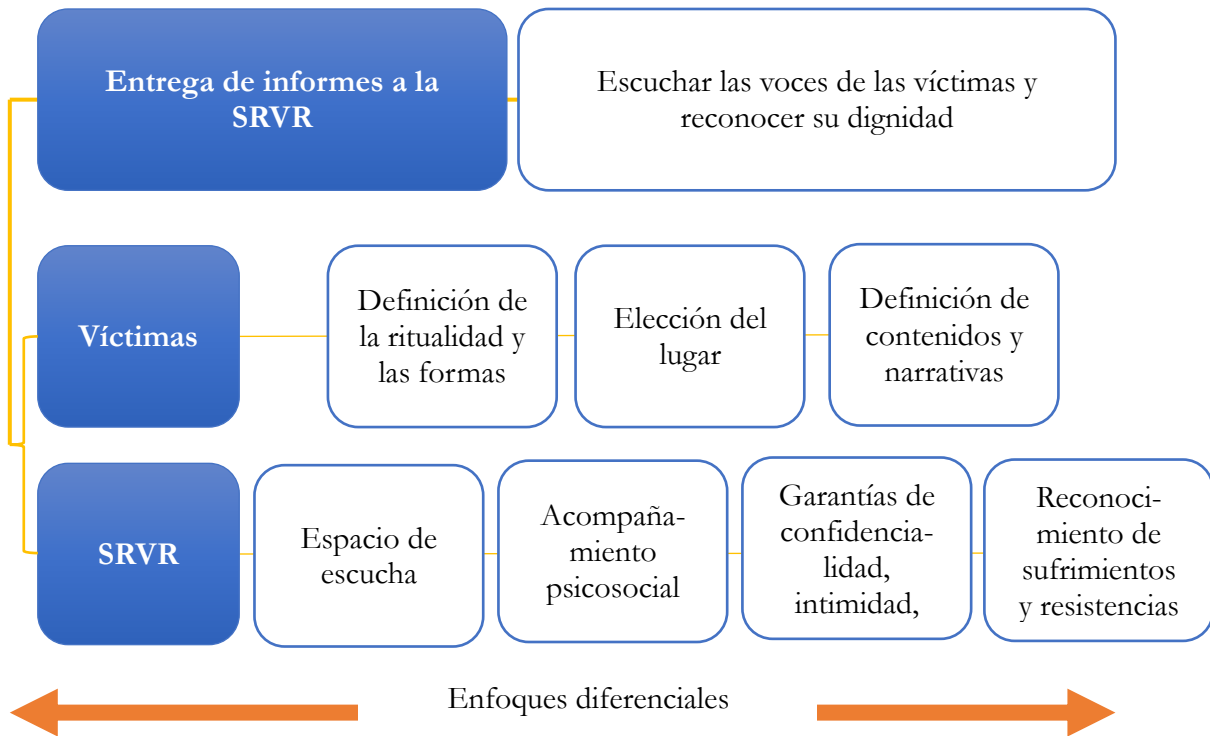 Entrega de informes a la
SRVR
Escuchar las voces de las víctimas y
reconocer su dignidad
Víctimas
Definición de
la ritualidad y
las formas
Elección del
lugar
Definición de
contenidos y
narrativas
SRVR
Espacio de
escucha
Acompaña-
miento
psicosocial
Garantías de
confidencia-
lidad,
intimidad,
Reconoci-
miento de
sufrimientos
y resistencias
Enfoques diferenciales